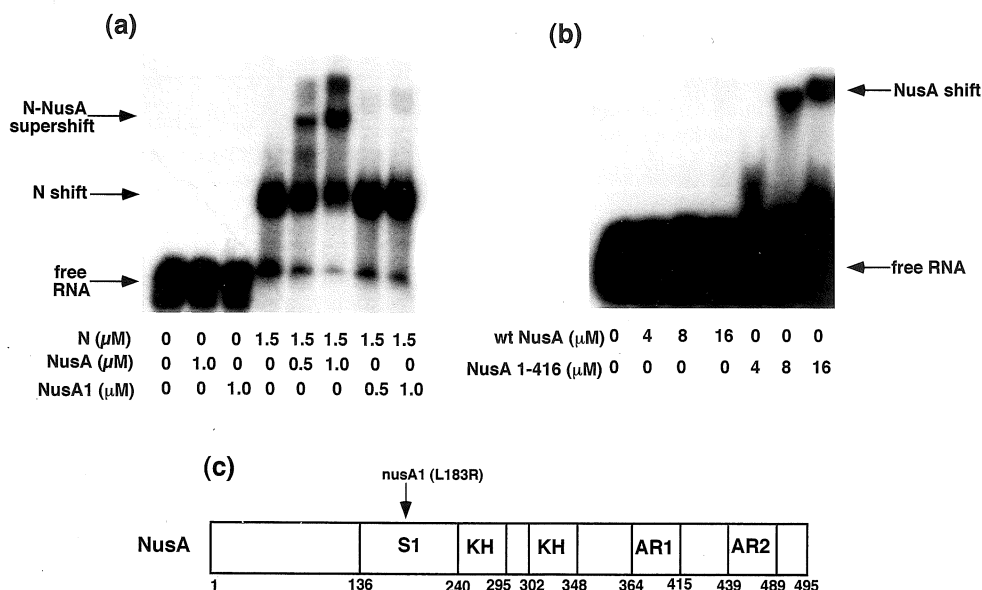 (a)
N-NusA
supershift
N shift
free
RNA
N (µM) 0 0 0 1.5 1.5 1.5 1.5 1.5
NusA (µM) 0 1.0 0 0 0.5 1.0 0 0
NusA1 (µM) 0 0 1.0 0 0 0 0.5 1.0
(b)
NusA shift
free RNA
wt NusA (µM) 0 4 8 16 0 0 0
NusA 1-416 (µM) 0 0 0 0 4 8 16
(c)
nusA1 (L183R)
NusA S1 KH KH AR1 AR2
1 136 240 295 302 348 364 415 439 489 495